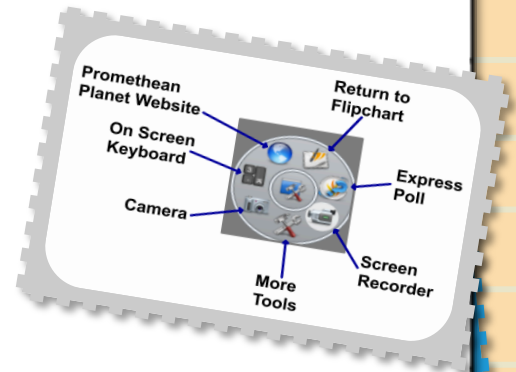 Promethean
Planet Website
Return to
Flipchart
On Screen
Keyboard
Express
Poll
Camera
Screen
Recorder
More
Tools